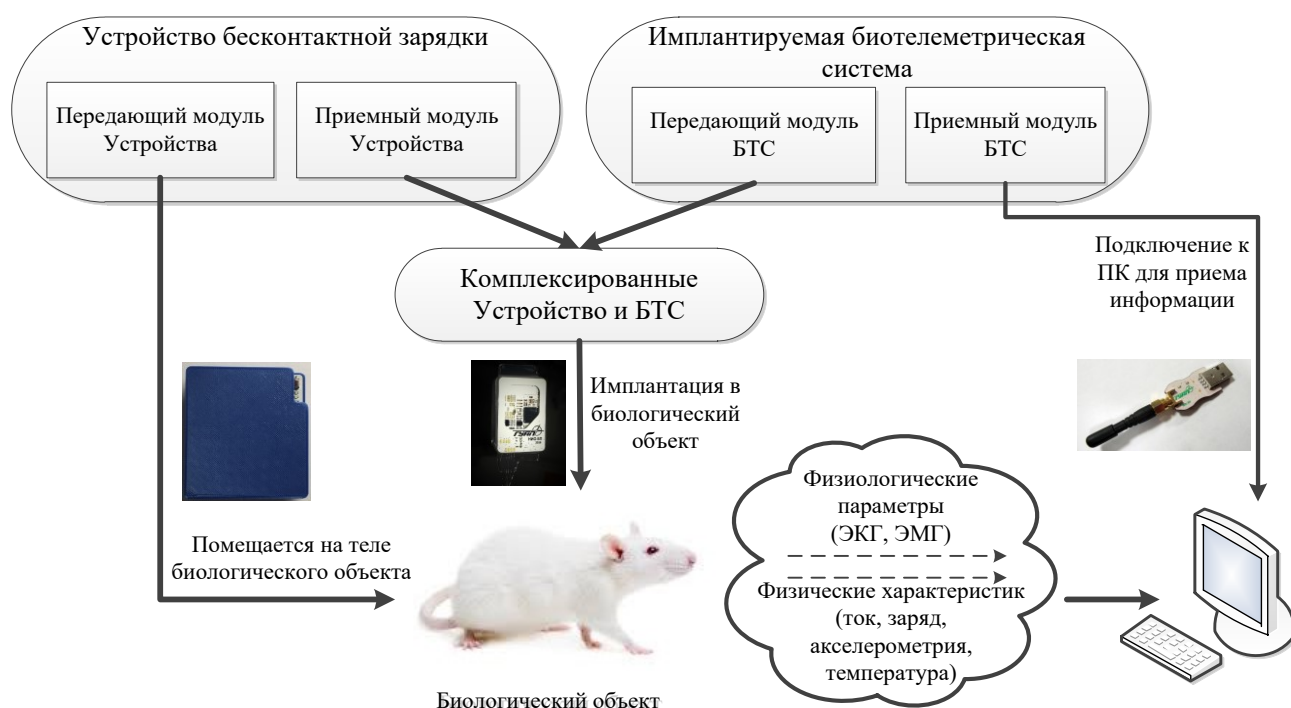 Устройство бесконтактной зарядки
Передающий модуль
Устройства
Приемный модуль
Устройства
Имплантируемая биотелеметрическая
система
Передающий модуль
БТС
Приемный модуль
БТС
Комплексированные
Устройство и БТС
Подключение к
ПК для приема
информации
Имплантация в
биологический
объект
Помещается на теле
биологического объекта
Физиологические
параметры
(ЭКГ, ЭМГ)
Физические характеристик
(ток, заряд,
акселерометрия,
температура)
Биологический объект